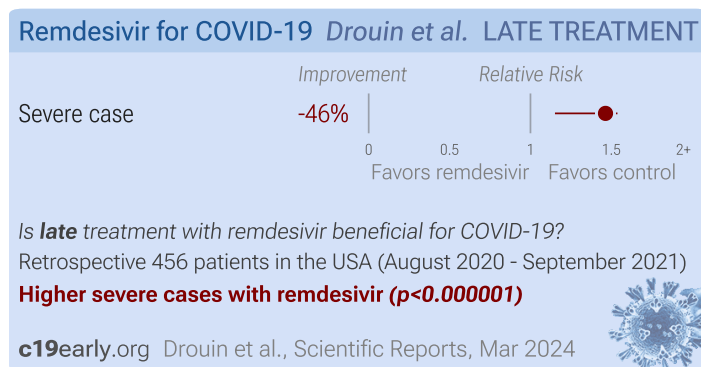 Remdesivir for COVID-19 Drouin et al. LATE TREATMENT
Improvement Relative Risk
Severe case -46%
0 0.5 1 1.5 2+
Favors remdesivir Favors control
Is late treatment with remdesivir beneficial for COVID-19?
Retrospective 456 patients in the USA (August 2020 - September 2021)
Higher severe cases with remdesivir (p<0.000001)
c19early.org Drouin et al., Scientific Reports, Mar 2024